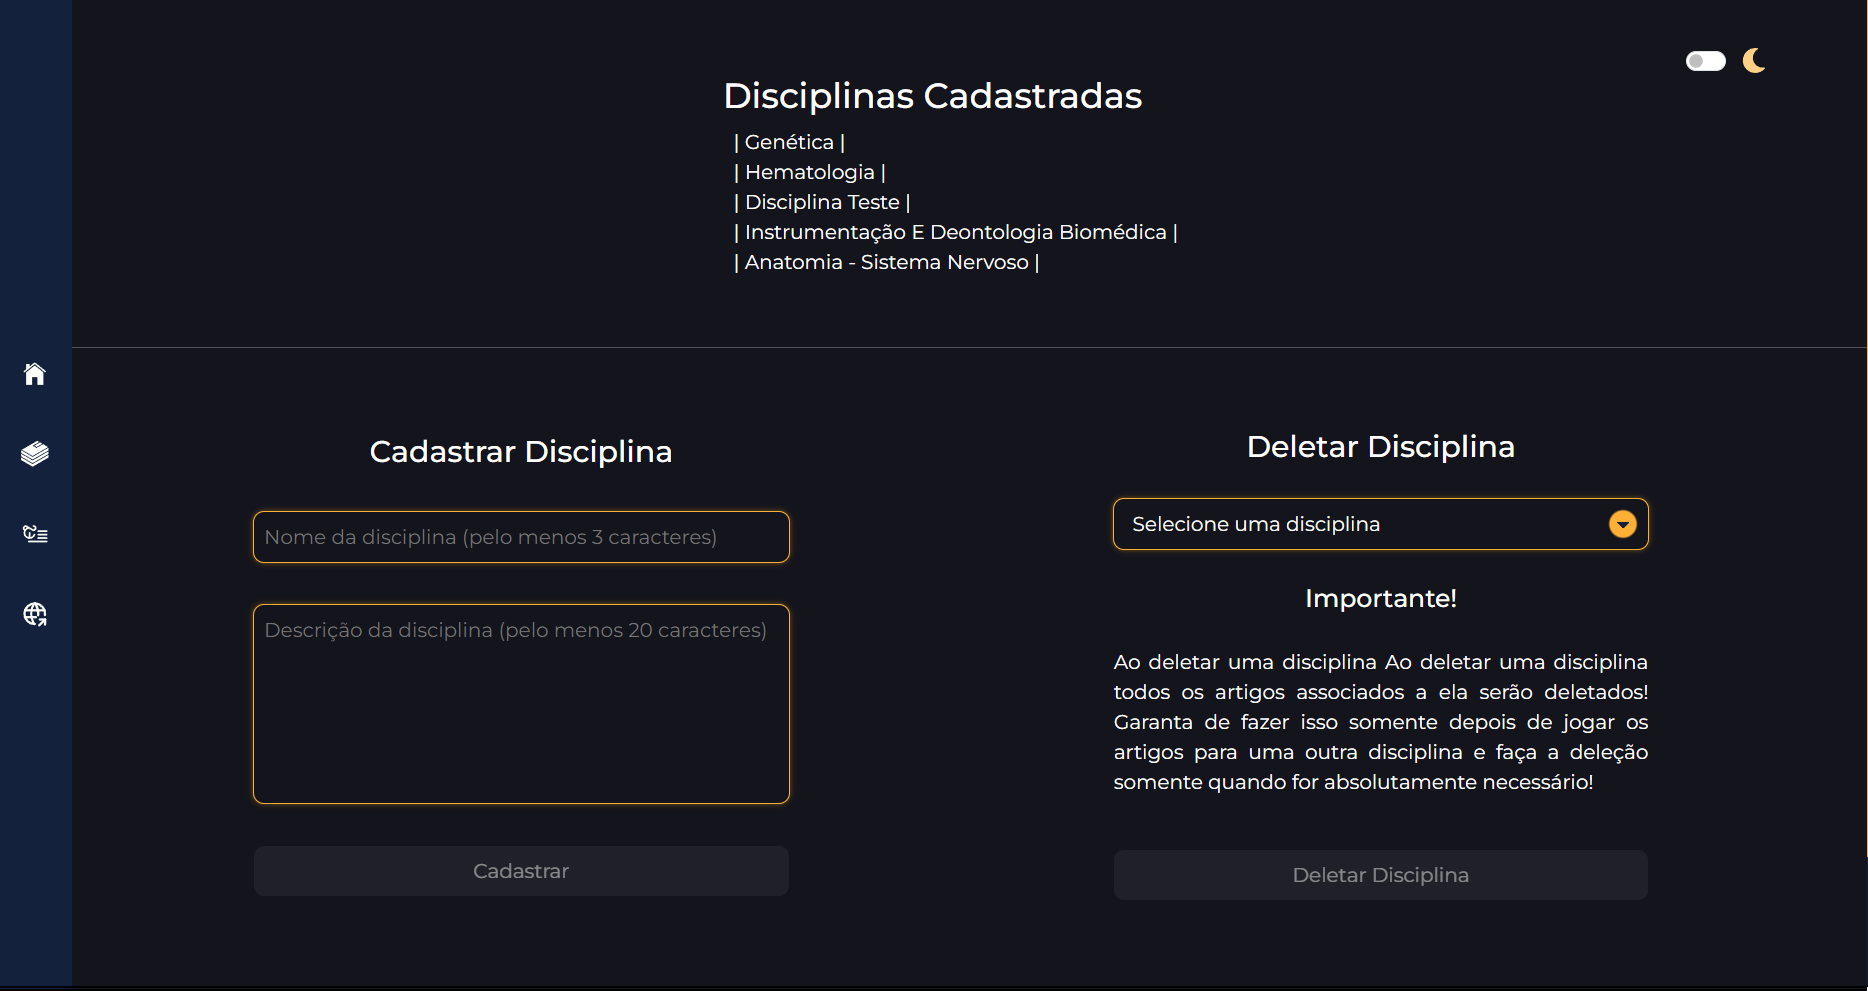 Disciplinas Cadastradas
| Genética |
| Hematologia |
| Disciplina Teste |
| Instrumentação E Deontologia Biomédica |
| Anatomia - Sistema Nervoso |
Cadastrar Disciplina
Nome da disciplina (pelo menos 3 caracteres)
Descrição da disciplina (pelo menos 20 caracteres)
Cadastrar
Deletar Disciplina
Selecione uma disciplina
Importante!
Ao deletar uma disciplina Ao deletar uma disciplina
todos os artigos associados a ela serão deletados!
Garanta de fazer isso somente depois de jogar os
artigos para uma outra disciplina e faça a deleção
somente quando for absolutamente necessário!
Deletar Disciplina